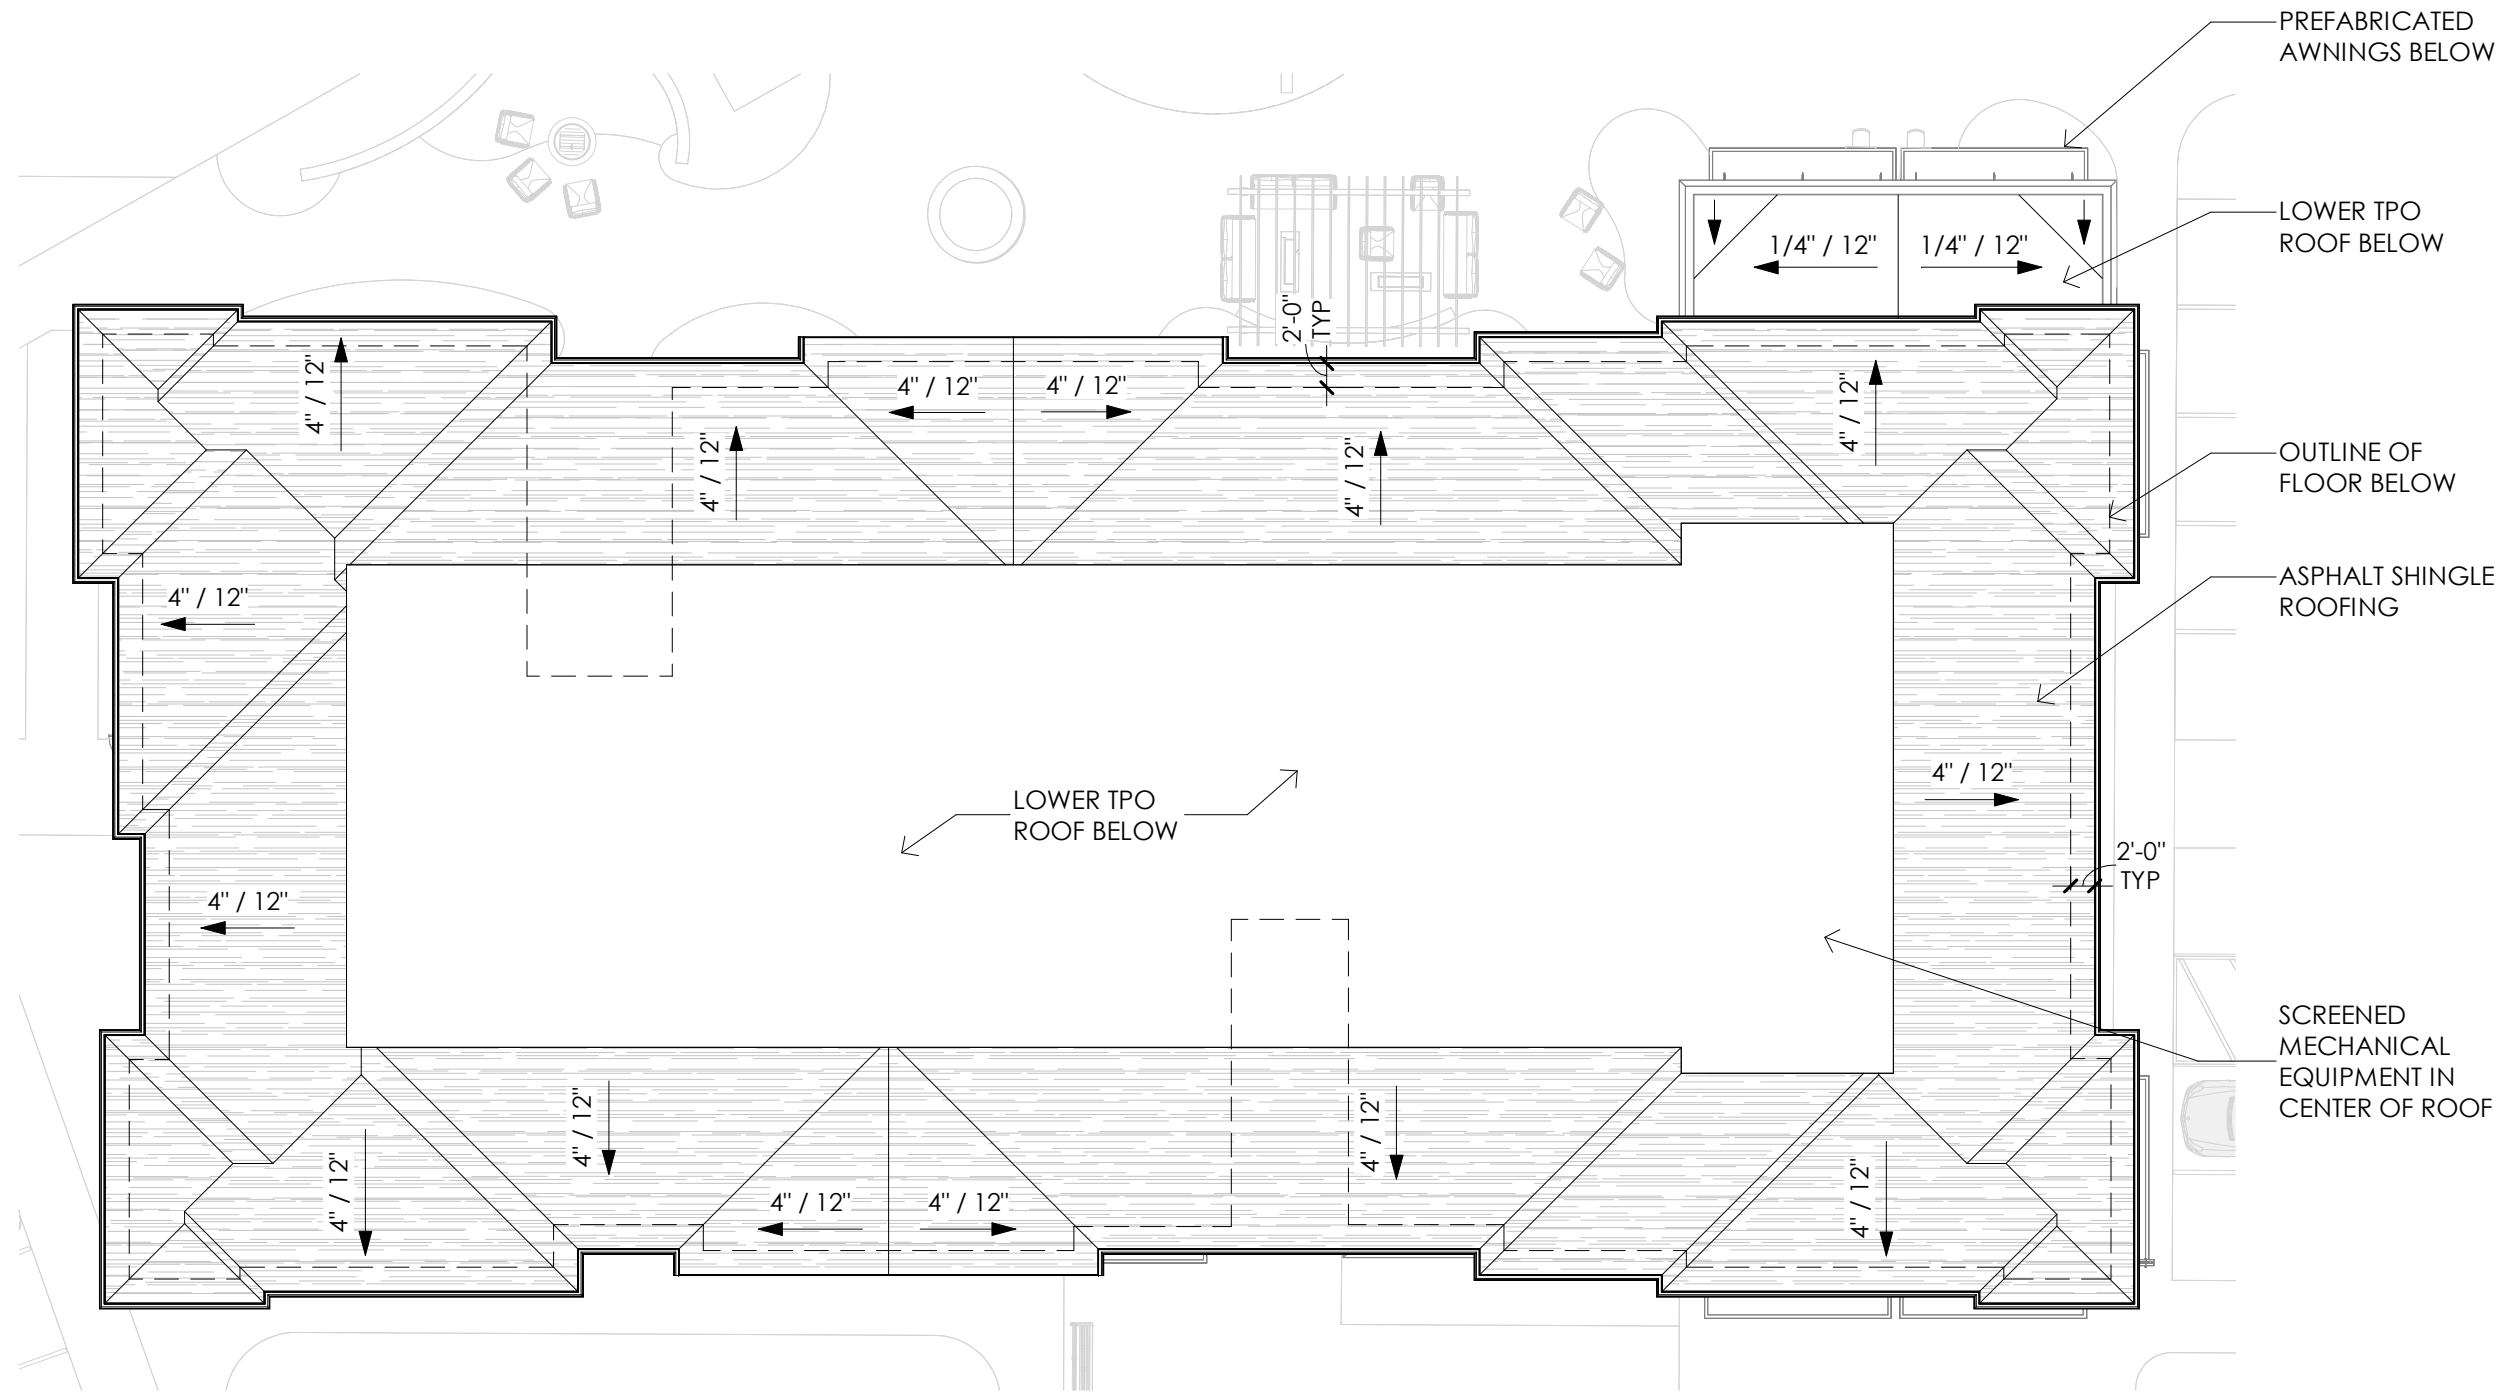 PREFABRICATED
AWNINGS BELOW
LOWER TPO
ROOF BELOW
1/4" / 12"
1/4" / 12"
2'-0"
TYP
4" / 12"
4" / 12"
4" / 12"
4" / 12"
4" / 12"
4" / 12"
OUTLINE OF
FLOOR BELOW
ASPHALT SHINGLE
ROOFING
4" / 12"
4" / 12"
LOWER TPO
ROOF BELOW
2'-0"
TYP
4" / 12"
SCREENED
MECHANICAL
EQUIPMENT IN
CENTER OF ROOF
4" / 12"
4" / 12"
4" / 12"
4" / 12"
4" / 12"
4" / 12"